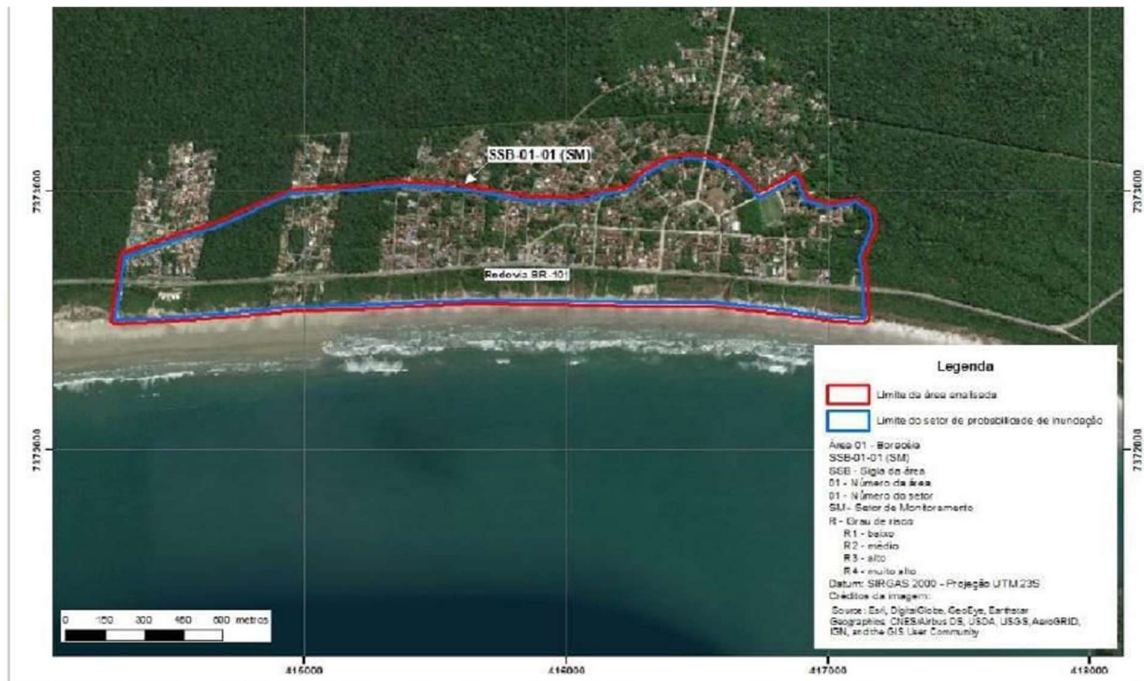 SSB-01-01 (SM)
Rodovia BR-101
7373000
7373000
7372000
7372000
Legenda
Limite da área analisada
Limite do setor de probabilidade de inundação
Área 01 - Boracéia
SSB-01-01 (SM)
SSB - Sigla da área
01 - Número da área
01 - Número do setor
SM - Setor de Monitoramento
R - Grau de risco
R1 - baixo
R2 - médio
R3 - alto
R4 - muito alto
Datum: SIRGAS 2000 - Projeção UTM 23S
Créditos da imagem:
Source: Esri, DigitalGlobe, GeoEye, Earthstar
Geographics, CNES/Airbus DS, USDA, USGS, AeroGRID,
IGN, and the GIS User Community
0 150 300 450 600 metros
415000
416000
417000
418000